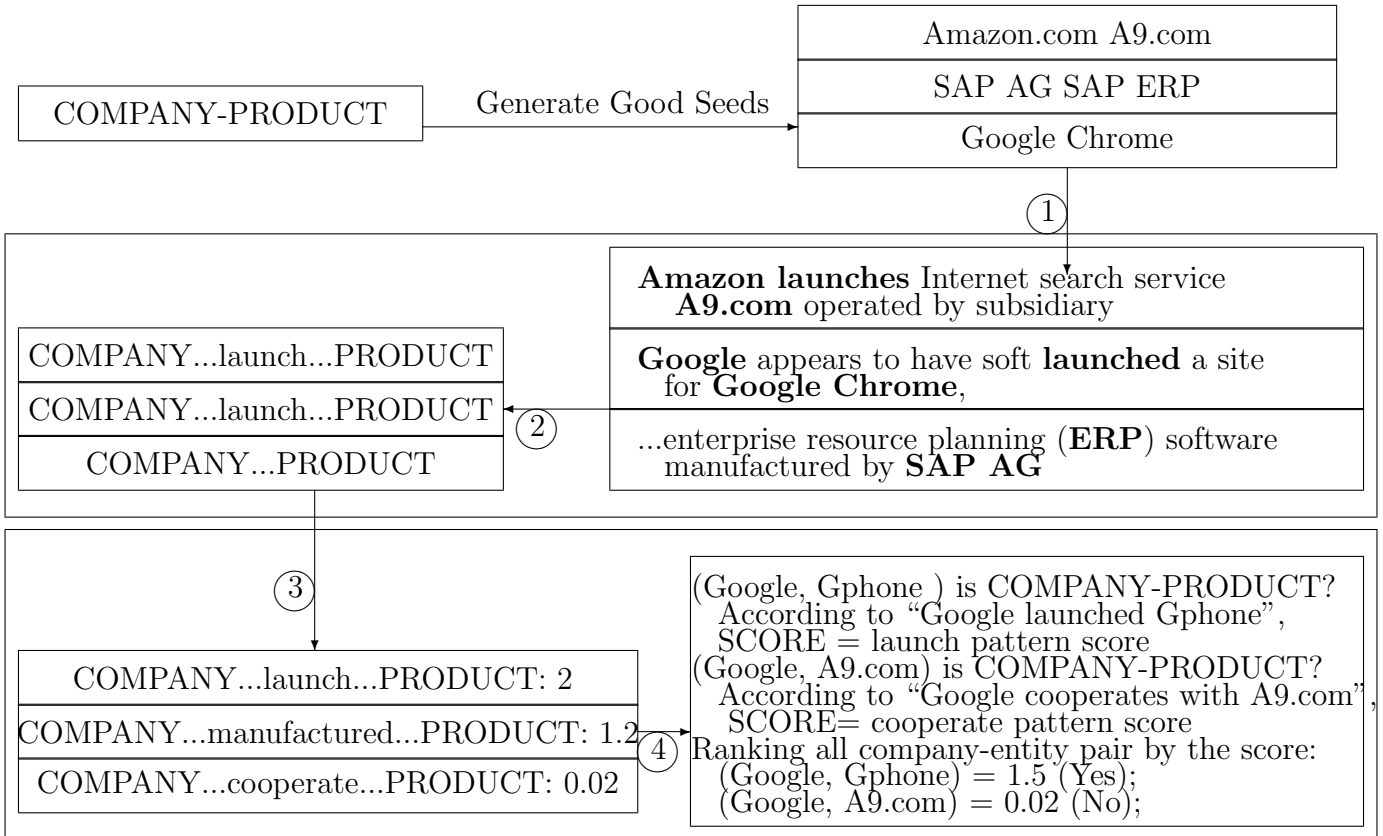 Amazon.com A9.com
SAP AG SAP ERP
Google Chrome
COMPANY-PRODUCT
Generate Good Seeds
1
Amazon launches Internet search service
A9.com operated by subsidiary
Google appears to have soft launched a site
for Google Chrome,
...enterprise resource planning (ERP) software
manufactured by SAP AG
2
COMPANY...launch...PRODUCT
COMPANY...launch...PRODUCT
COMPANY...PRODUCT
3
COMPANY...launch...PRODUCT: 2
COMPANY...manufactured...PRODUCT: 1.2
COMPANY...cooperate...PRODUCT: 0.02
4
(Google, Gphone ) is COMPANY-PRODUCT?
According to “Google launched Gphone”,
SCORE = launch pattern score
(Google, A9.com) is COMPANY-PRODUCT?
According to “Google cooperates with A9.com”,
SCORE= cooperate pattern score
Ranking all company-entity pair by the score:
(Google, Gphone) = 1.5 (Yes);
(Google, A9.com) = 0.02 (No);